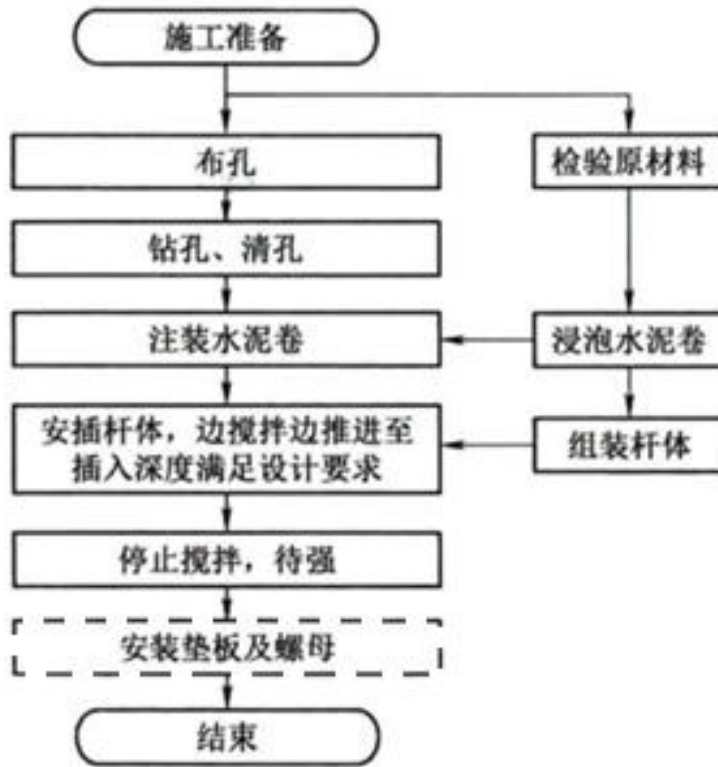 施工准备
布孔
检验原材料
钻孔、清孔
注装水泥卷
浸泡水泥卷
安插杆体，边搅拌边推进至
插入深度满足设计要求
组装杆体
停止搅拌，待强
安装垫板及螺母
结束